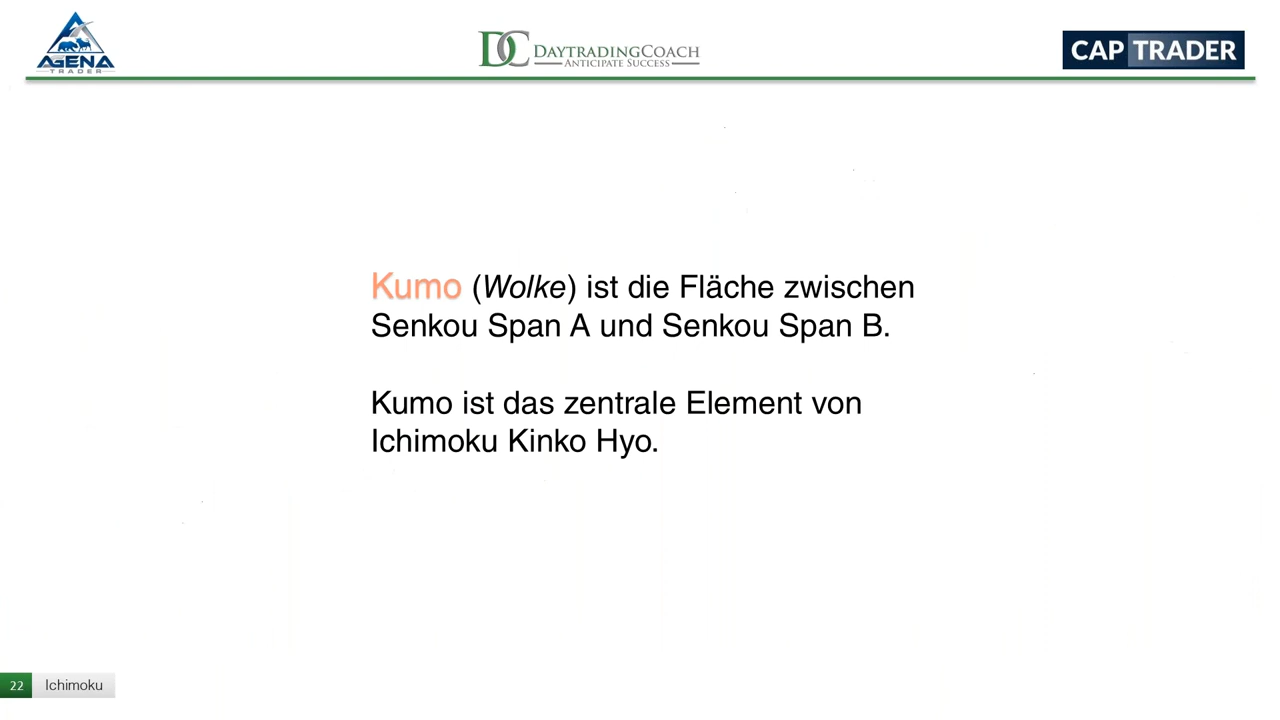 AGENA
TRADER
DC DAYTRADINGCOACH
ANTICIPATE SUCCESS
CAP TRADER
Kumo (Wolke) ist die Fläche zwischen
Senkou Span A und Senkou Span B.
Kumo ist das zentrale Element von
Ichimoku Kinko Hyo.
22 Ichimoku